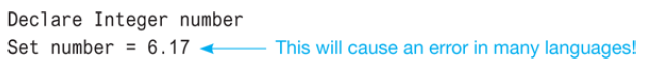 Declare Integer number
Set number = 6.17 This will cause an error in many languages!